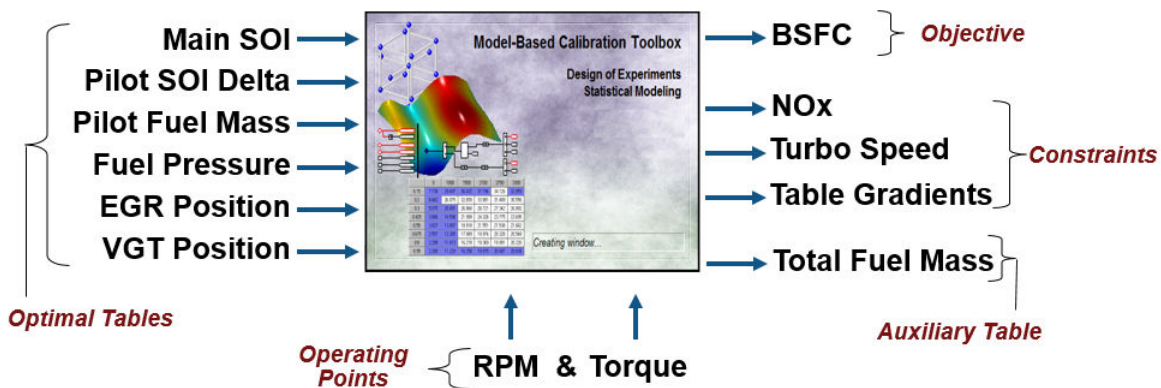 Main SOI
Pilot SOI Delta
Pilot Fuel Mass
Fuel Pressure
EGR Position
VGT Position
Optimal Tables
Model-Based Calibration Toolbox
Design of Experiments
Statistical Modeling
Creating window...
BSFC
Objective
NOx
Turbo Speed
Table Gradients
Constraints
Total Fuel Mass
Auxiliary Table
Operating
Points
RPM & Torque